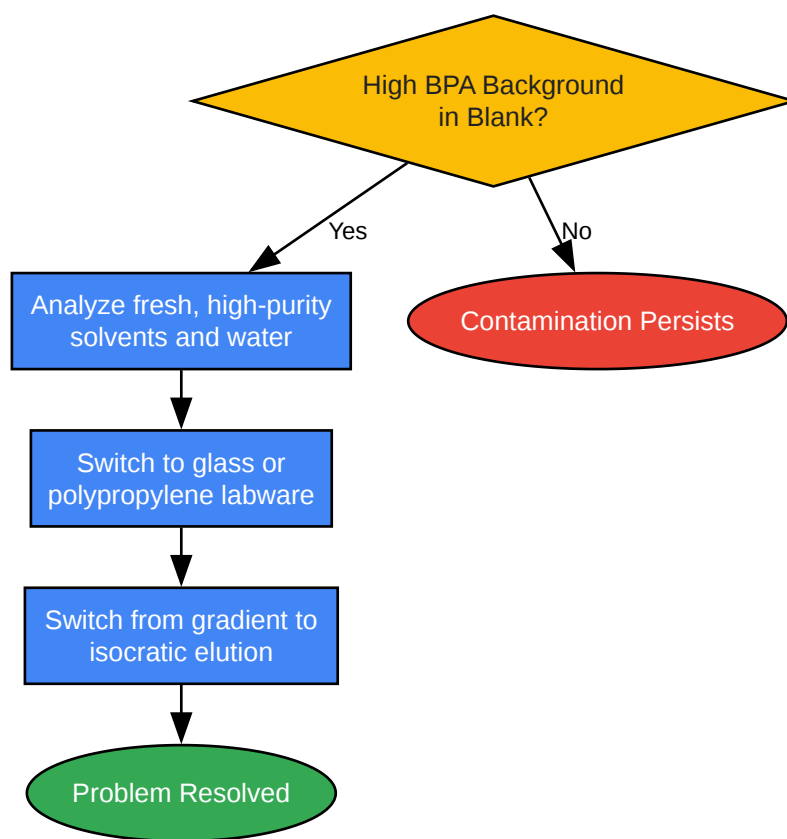 High BPA Background
in Blank?
Yes
No
Analyze fresh, high-purity
solvents and water
Contamination Persists
Switch to glass or
polypropylene labware
Switch from gradient to
isocratic elution
Problem Resolved